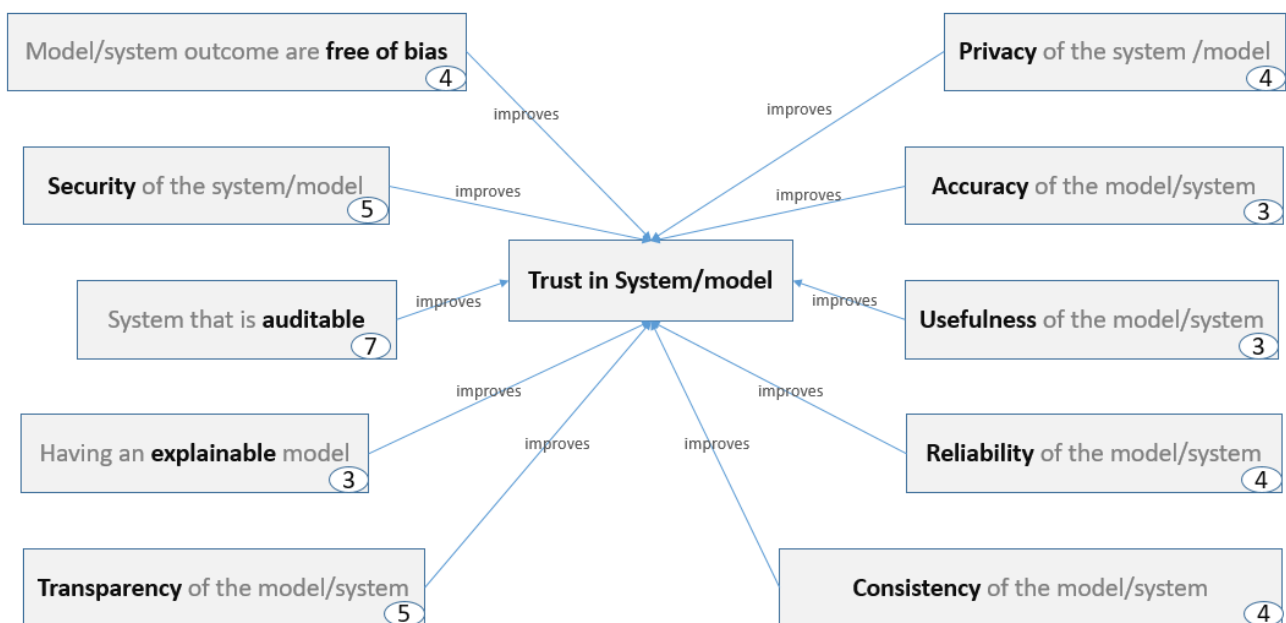 Model/system outcome are free of bias
4
Privacy of the system /model
4
improves
improves
Security of the system/model
5
improves
improves
Accuracy of the model/system
3
Trust in System/model
System that is auditable
7
improves
improves
Usefulness of the model/system
3
Having an explainable model
3
improves
improves
Reliability of the model/system
4
improves
improves
Transparency of the model/system
5
Consistency of the model/system
4